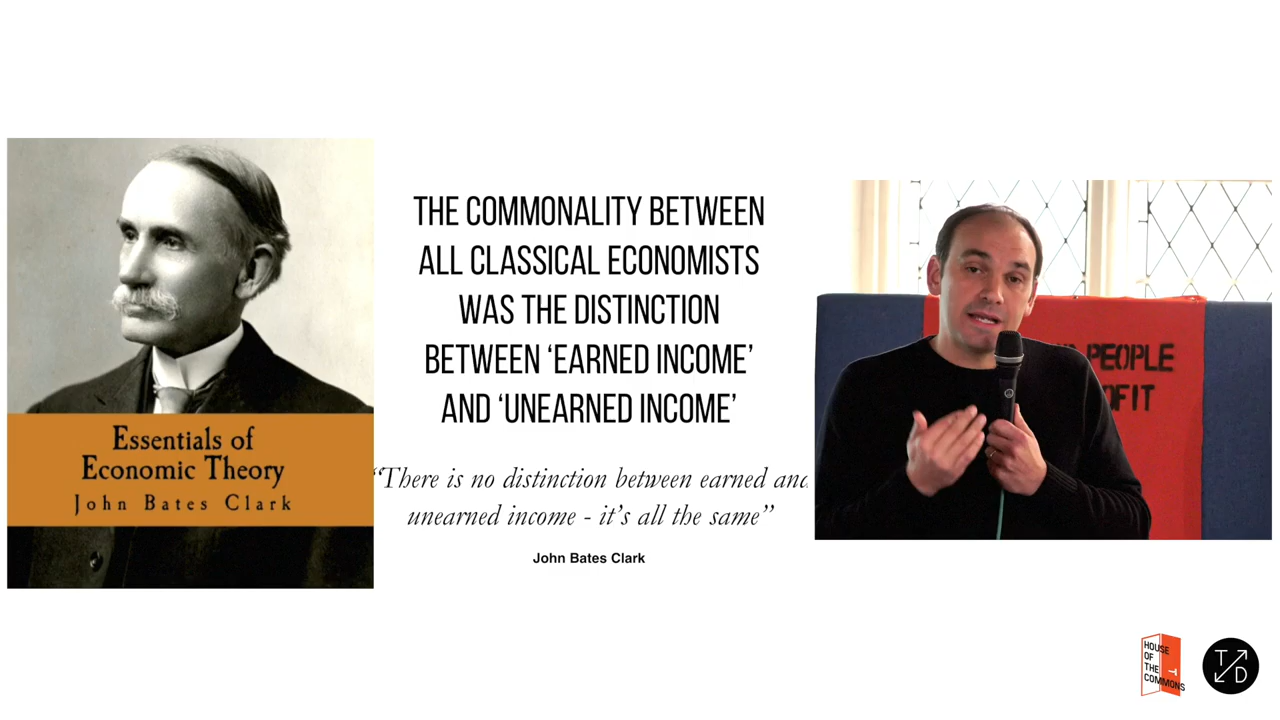 Essentials of
Economic Theory
John Bates Clark
THE COMMONALITY BETWEEN
ALL CLASSICAL ECONOMISTS
WAS THE DISTINCTION
BETWEEN ‘EARNED INCOME’
AND ‘UNEARNED INCOME’
“There is no distinction between earned and
unearned income - it’s all the same”
John Bates Clark
PEOPLE
FIT
HOUSE
OF
THE
COMMONS
T
D